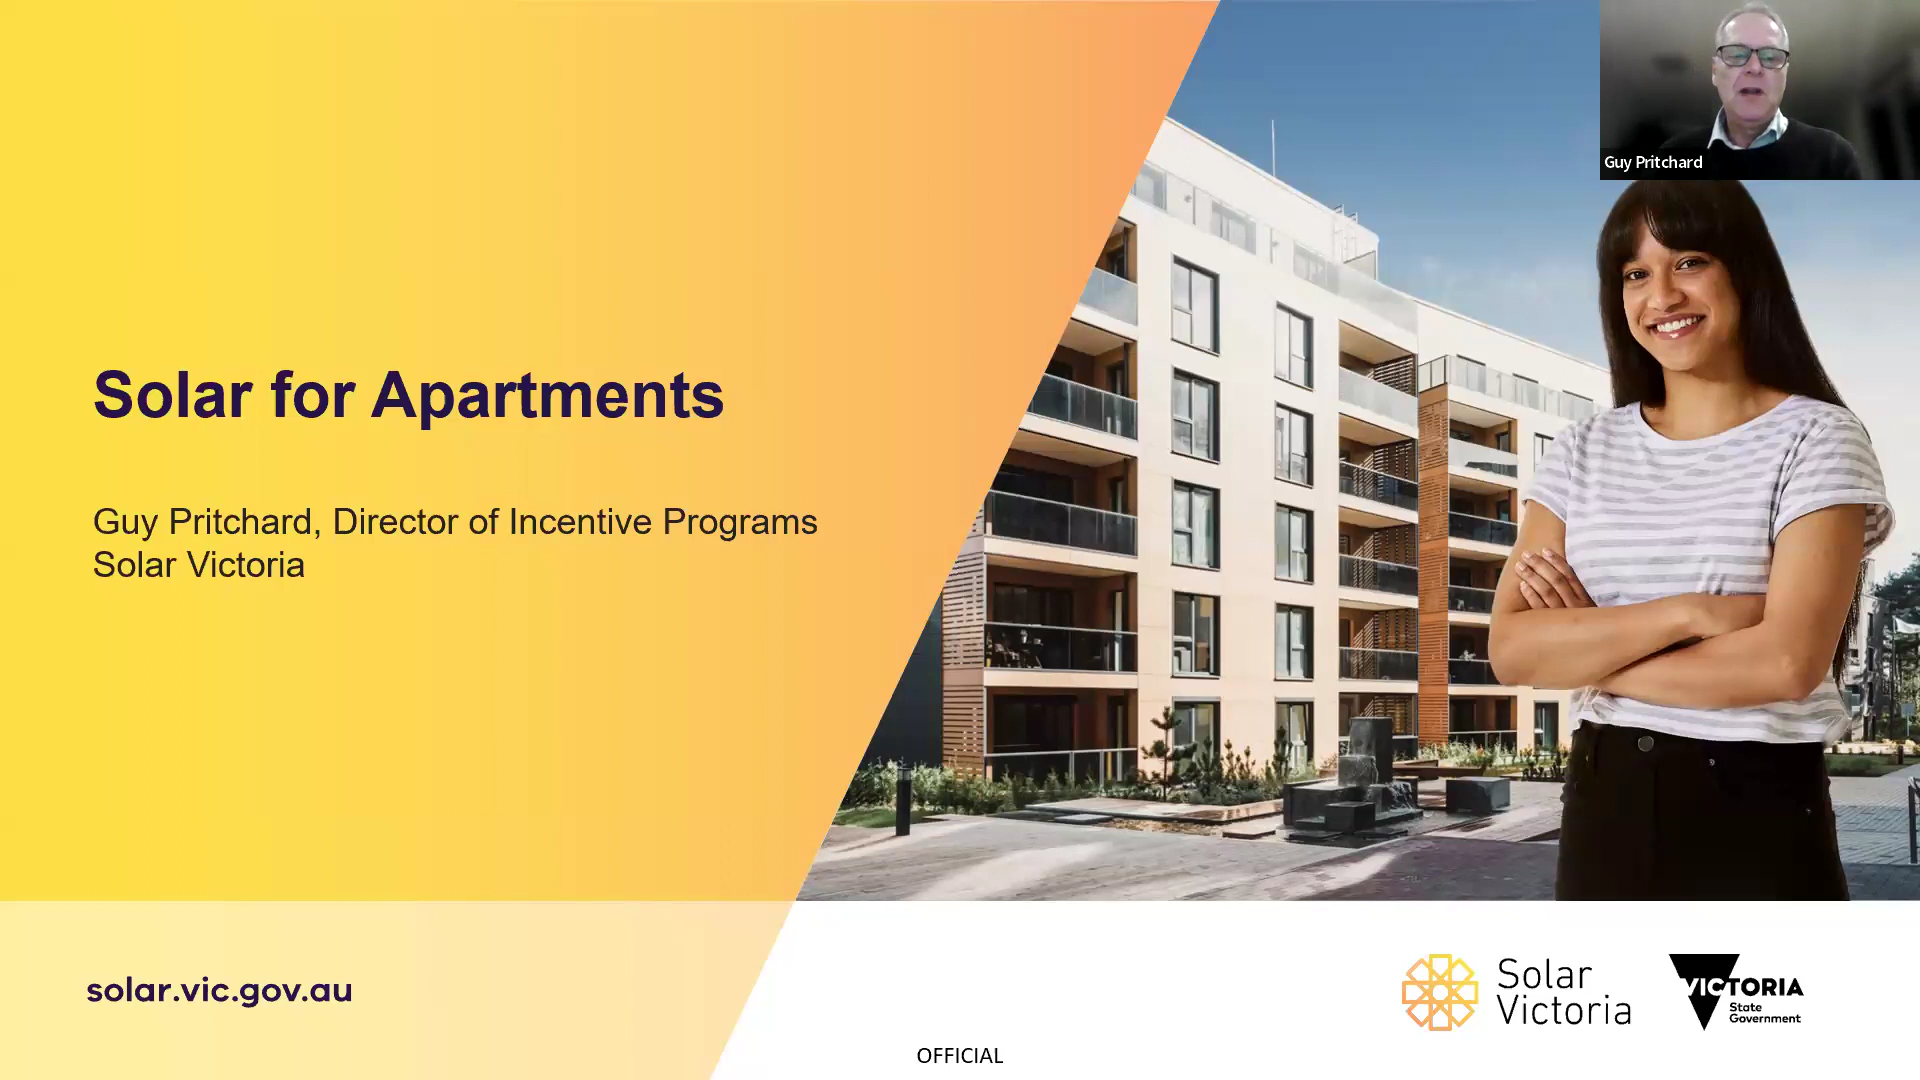 Guy Pritchard
Solar for Apartments
Guy Pritchard, Director of Incentive Programs
Solar Victoria
solar.vic.gov.au
Solar
Victoria
VICTORIA
State
Government
OFFICIAL